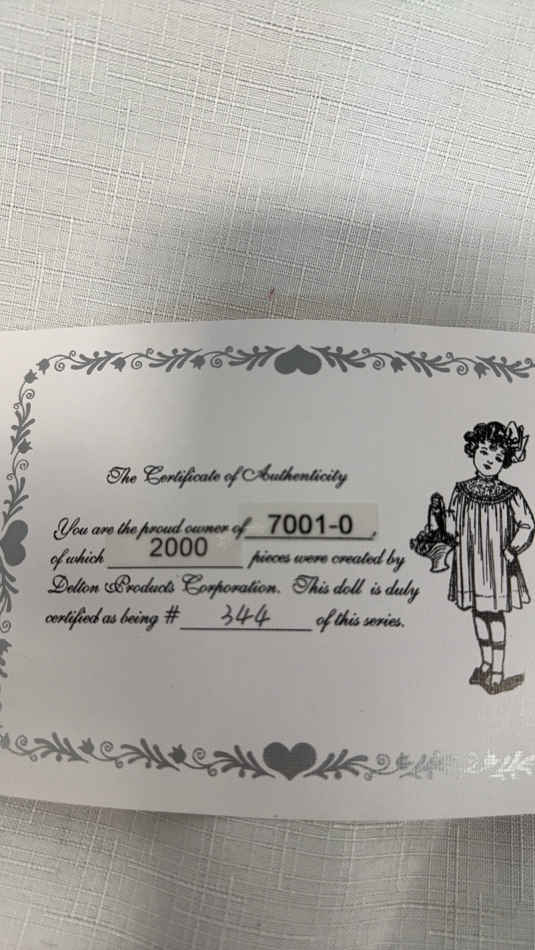 The Certificate of Authenticity
You are the proud owner of 7001-0,
of which 2000 pieces were created by
Delton Products Corporation. This doll is duly
certified as being # 344 of this series.